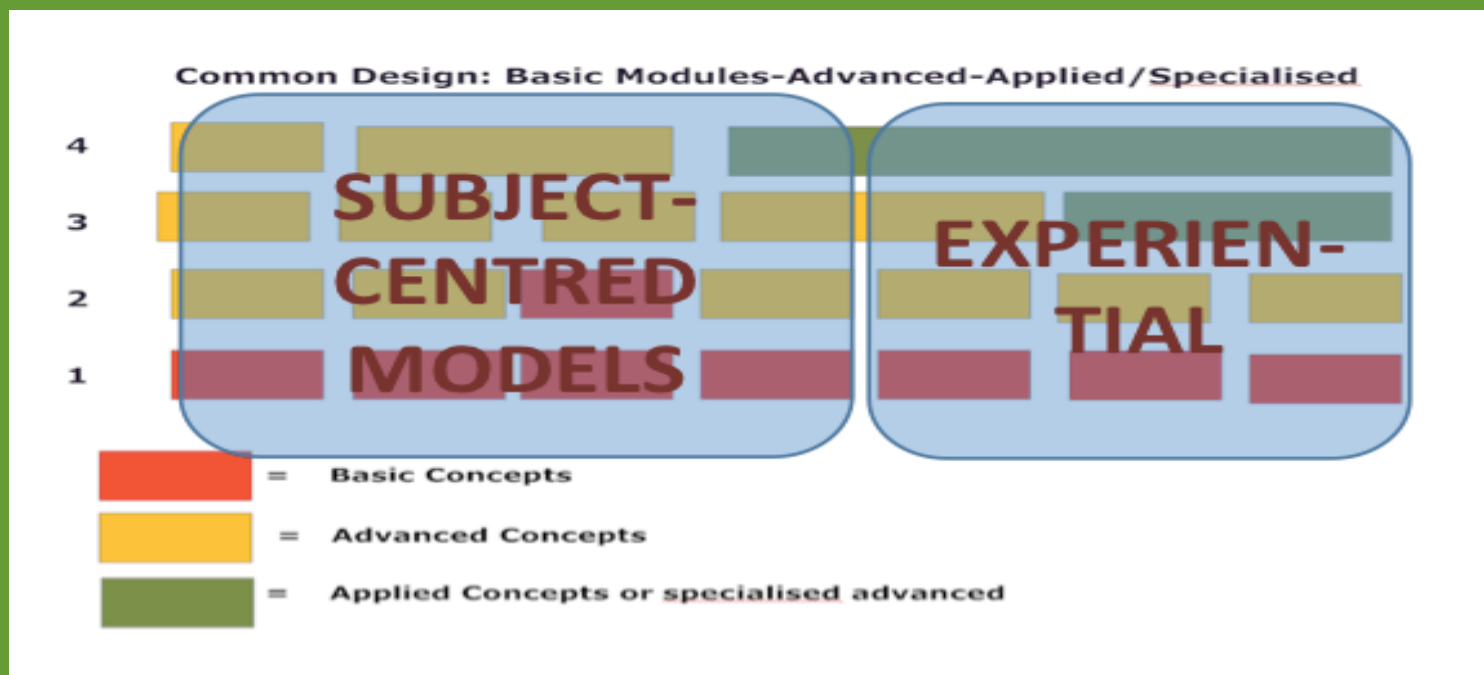 Common Design: Basic Modules-Advanced-Applied/Specialised
4
3
2
1
SUBJECT-
CENTRED
MODELS
EXPERIEN-
TIAL
= Basic Concepts
= Advanced Concepts
= Applied Concepts or specialised advanced